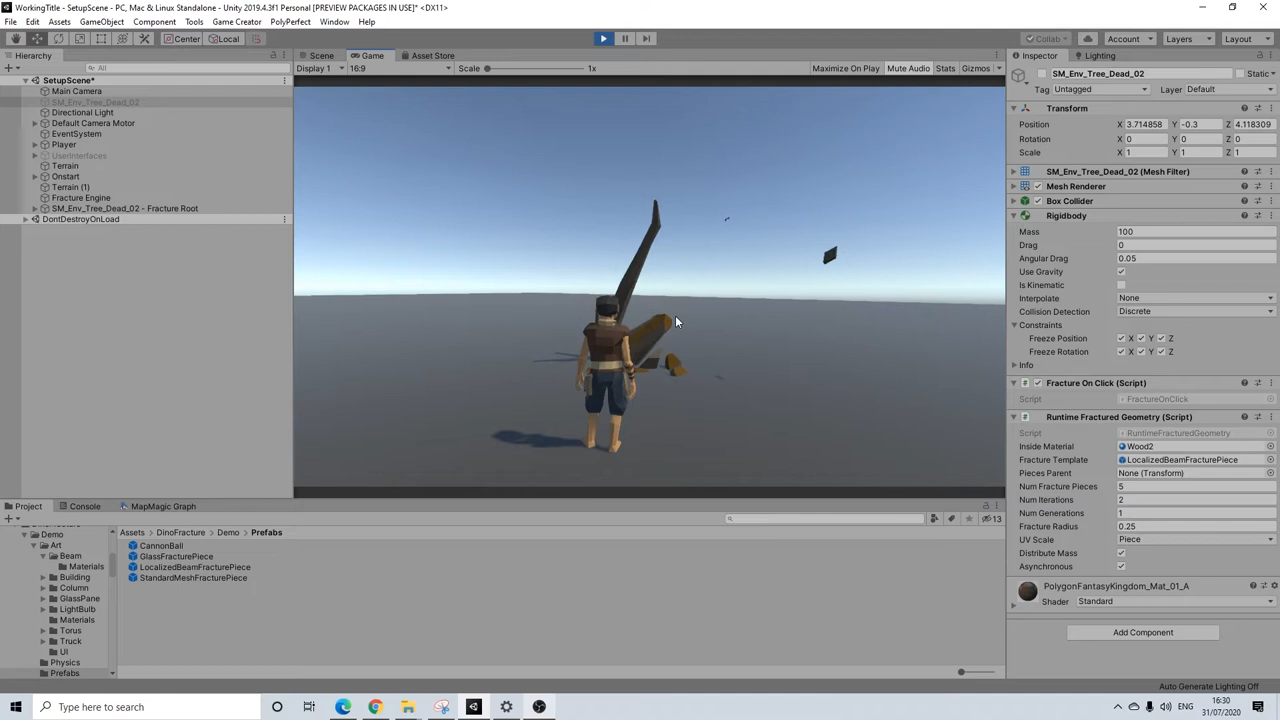 WorkingTitle - SetupScene - PC, Mac & Linux Standalone - Unity 2019.4.3f1 Personal [PREVIEW PACKAGES IN USE]* <DX11>
File Edit Assets GameObject Component Tools Game Creator PolyPerfect Window Help
Center Local Collab Account Layers Layout
Hierarchy
All
SetupScene*
Main Camera
SM_Env_Tree_Dead_02
Directional Light
Default Camera Motor
EventSystem
Player
UserInterfaces
Terrain
Onstart
Terrain (1)
Fracture Engine
SM_Env_Tree_Dead_02 - Fracture Root
DontDestroyOnLoad
Scene Game Asset Store
Display 1 16:9 Scale 1x Maximize On Play Mute Audio Stats Gizmos
Inspector Lighting
SM_Env_Tree_Dead_02 Static
Tag Untagged Layer Default
Transform
Position X 3.714858 Y -0.3 Z 4.118309
Rotation X 0 Y 0 Z 0
Scale X 1 Y 1 Z 1
SM_Env_Tree_Dead_02 (Mesh Filter)
Mesh Renderer
Box Collider
Rigidbody
Mass 100
Drag 0
Angular Drag 0.05
Use Gravity
Is Kinematic
Interpolate None
Collision Detection Discrete
Constraints
Freeze Position X Y Z
Freeze Rotation X Y Z
Info
Fracture On Click (Script)
Script FractureOnClick
Runtime Fractured Geometry (Script)
Script RuntimeFracturedGeometry
Inside Material Wood2
Fracture Template LocalizedBeamFracturePiece
Pieces Parent None (Transform)
Num Fracture Pieces 5
Num Iterations 2
Num Generations 1
Fracture Radius 0.25
UV Scale Piece
Distribute Mass
Asynchronous
PolygonFantasyKingdom_Mat_01_A
Shader Standard
Add Component
Project Console MapMagic Graph
13
Demo
Art
Beam
Materials
Building
Column
GlassPane
LightBulb
Materials
Torus
Truck
UI
Physics
Prefabs
Assets > DinoFracture > Demo > Prefabs
CannonBall
GlassFracturePiece
LocalizedBeamFracturePiece
StandardMeshFracturePiece
Auto Generate Lighting Off
Type here to search
ENG
16:30
31/07/2020